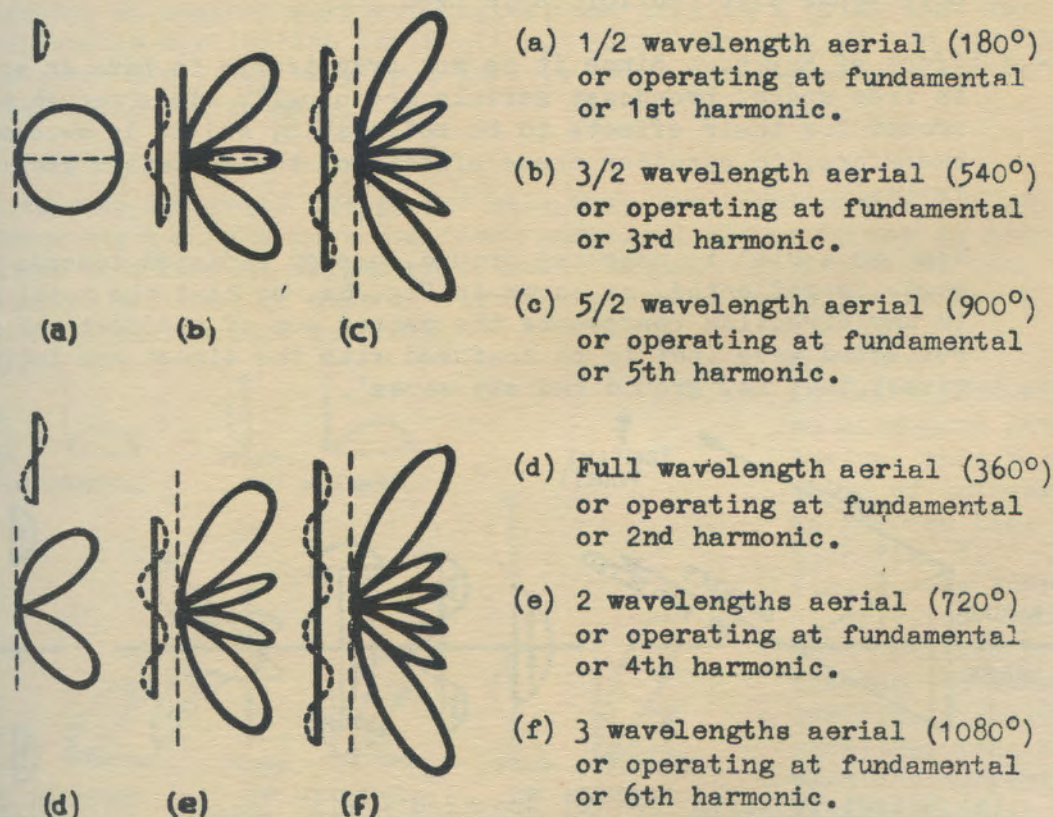 (a) 1/2 wavelength aerial (180°)
or operating at fundamental
or 1st harmonic.
(b) 3/2 wavelength aerial (540°)
or operating at fundamental
or 3rd harmonic.
(c) 5/2 wavelength aerial (900°)
or operating at fundamental
or 5th harmonic.
(a) (b) (c)
(d) Full wavelength aerial (360°)
or operating at fundamental
or 2nd harmonic.
(e) 2 wavelengths aerial (720°)
or operating at fundamental
or 4th harmonic.
(f) 3 wavelengths aerial (1080°)
or operating at fundamental
or 6th harmonic.
(d) (e) (f)